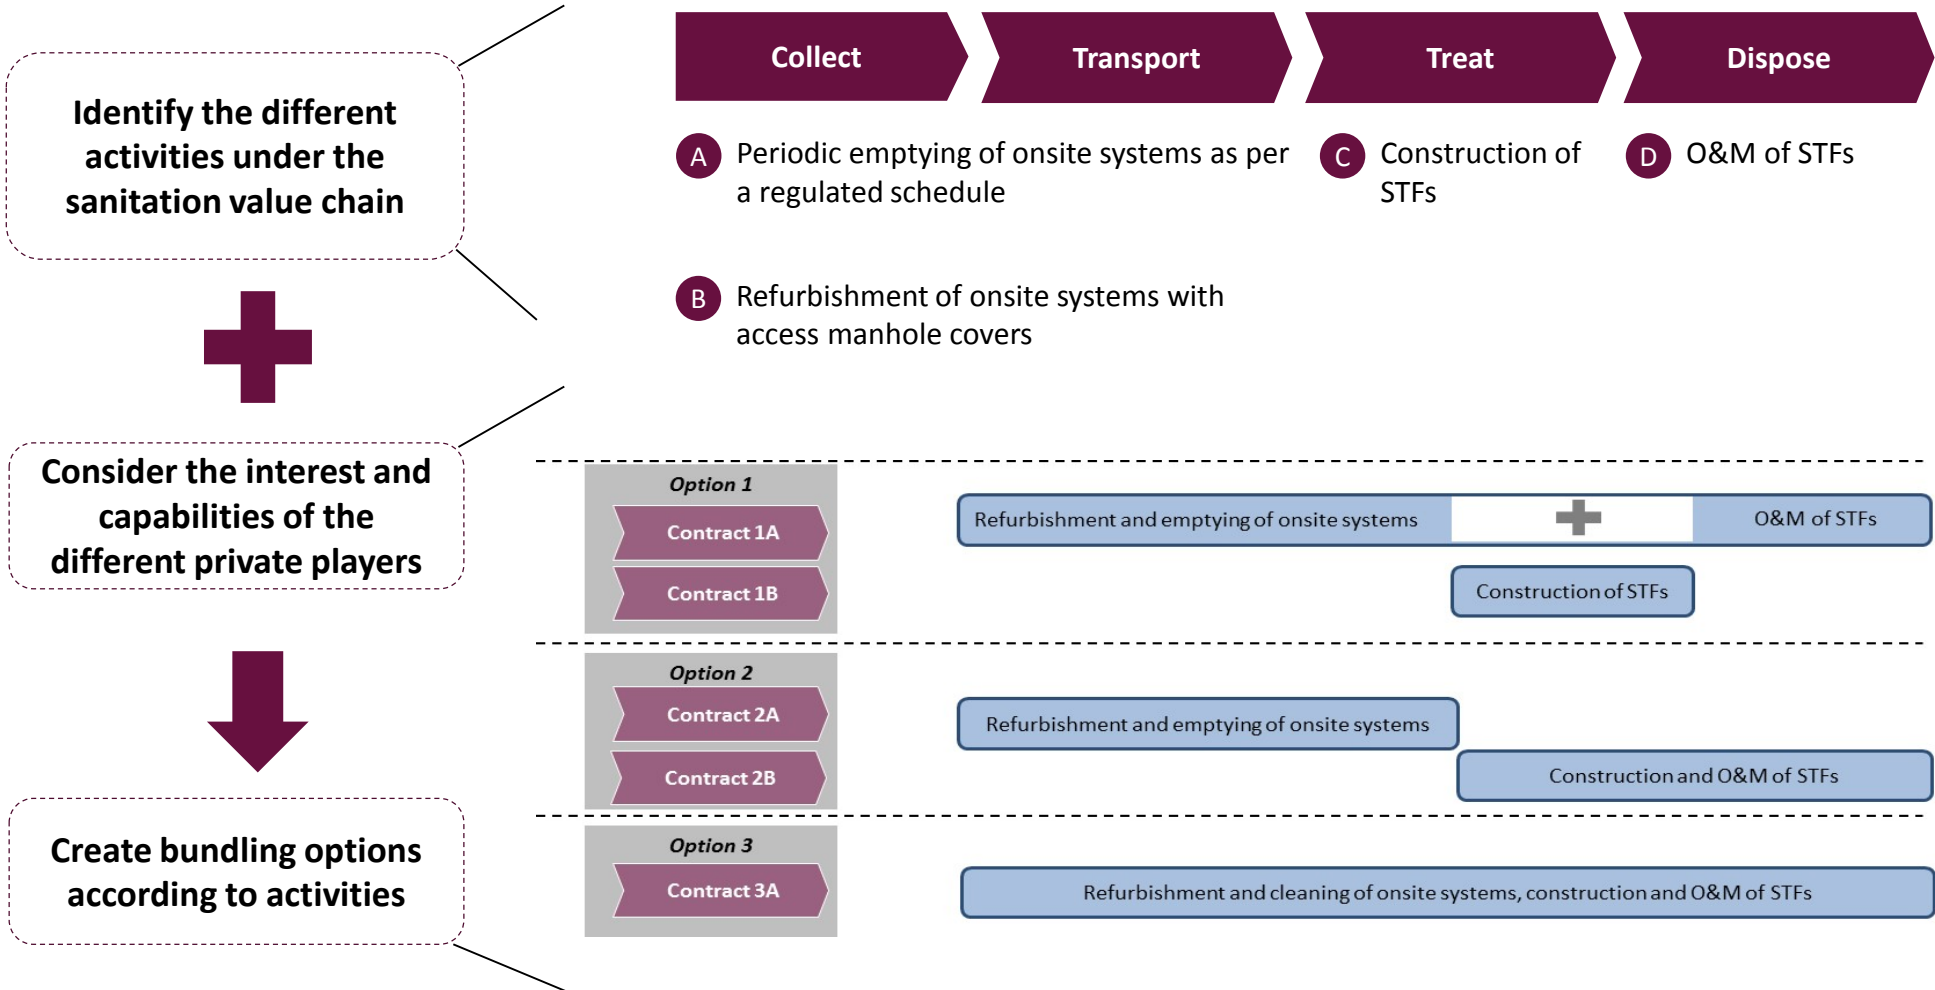 Identify the different
activities under the
sanitation value chain
Consider the interest and
capabilities of the
different private players
Create bundling options
according to activities
Collect
Transport
Treat
Dispose
A
Periodic emptying of onsite systems as per
a regulated schedule
C
Construction of
STFs
D
O&M of STFs
B
Refurbishment of onsite systems with
access manhole covers
Option 1
Contract 1A
Refurbishment and emptying of onsite systems
O&M of STFs
Contract 1B
Construction of STFs
Option 2
Contract 2A
Refurbishment and emptying of onsite systems
Contract 2B
Construction and O&M of STFs
Option 3
Contract 3A
Refurbishment and cleaning of onsite systems, construction and O&M of STFs